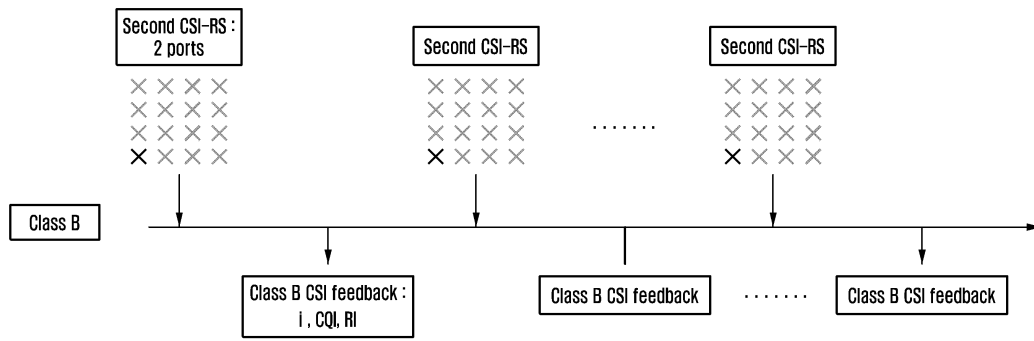 Second CSI-RS :
2 ports
Second CSI-RS
Second CSI-RS
.......
Class B
Class B CSI feedback :
i , CQI, RI
Class B CSI feedback
.......
Class B CSI feedback